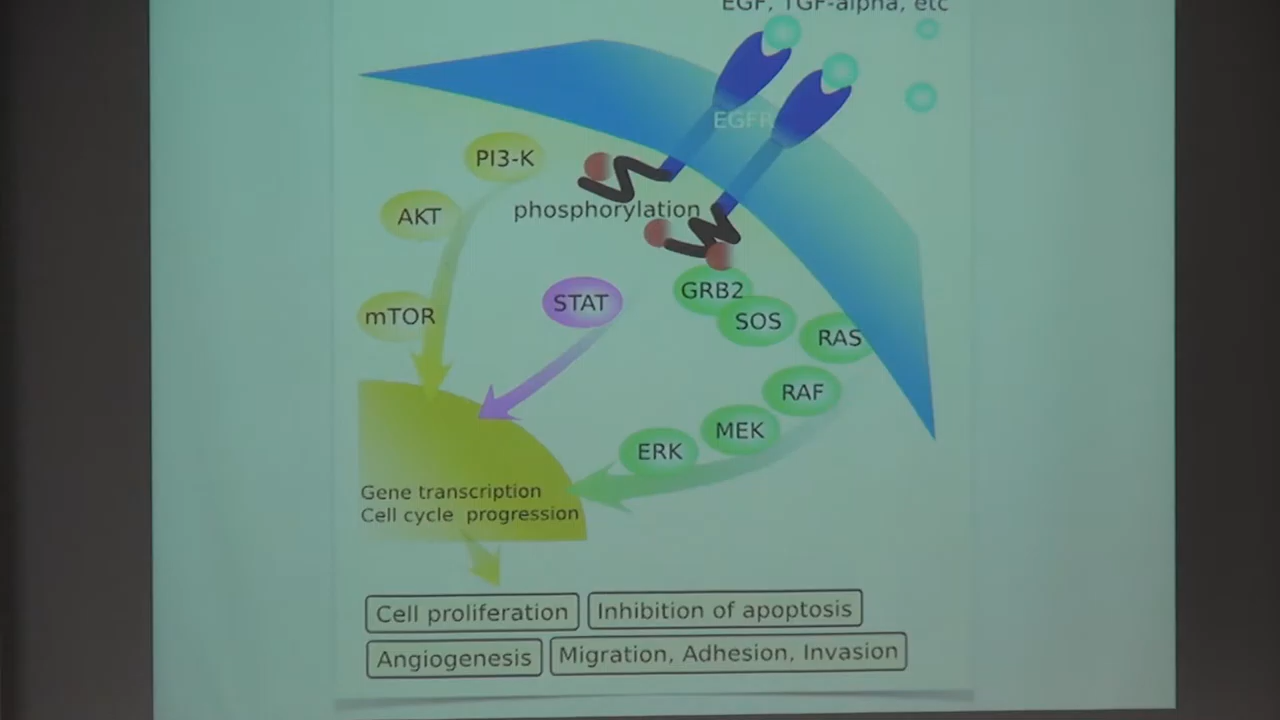 EGF, TGF-alpha, etc
EGFR
PI3-K
phosphorylation
AKT
GRB2
STAT
SOS
mTOR
RAS
RAF
MEK
ERK
Gene transcription
Cell cycle progression
Cell proliferation
Inhibition of apoptosis
Angiogenesis
Migration, Adhesion, Invasion